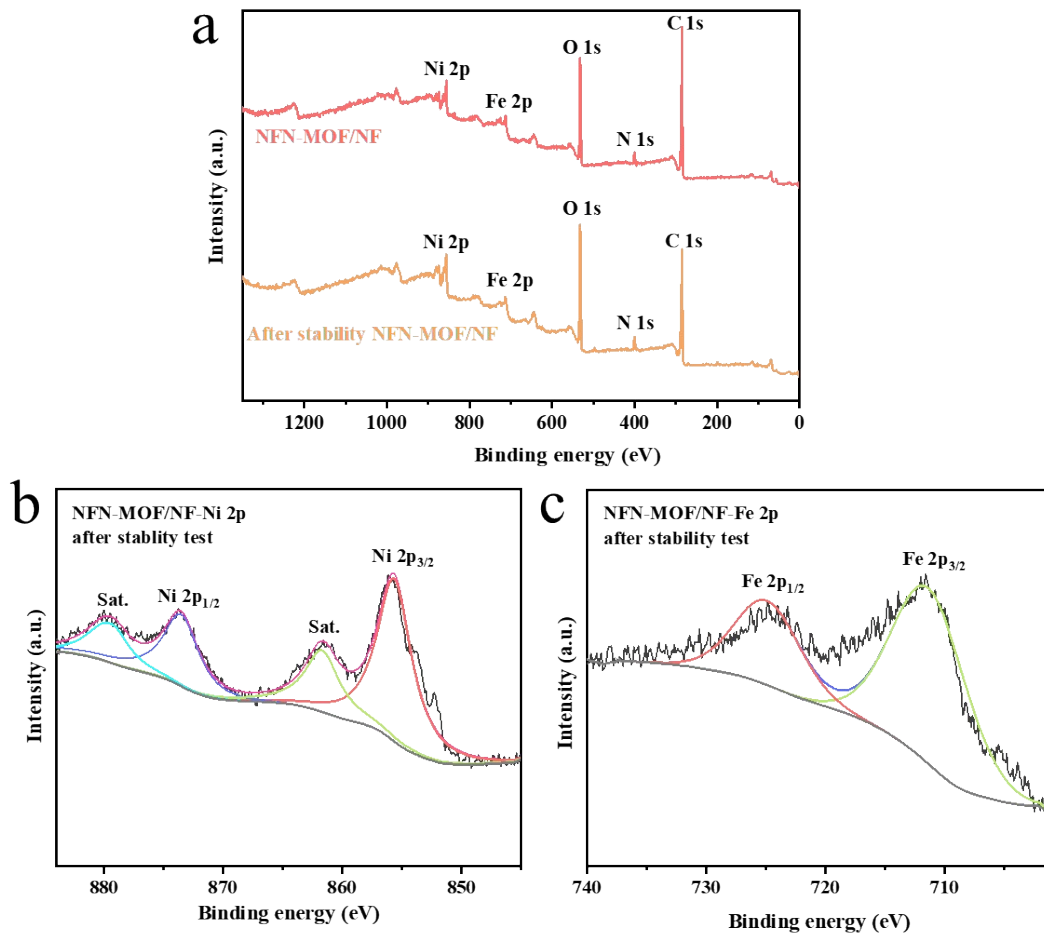 a
C 1s
O 1s
Ni 2p
Fe 2p
N 1s
NFN-MOF/NF
O 1s
C 1s
Ni 2p
Fe 2p
N 1s
After stability NFN-MOF/NF
Intensity (a.u.)
1200 1000 800 600 400 200 0
Binding energy (eV)
b
NFN-MOF/NF-Ni 2p
after stablity test
Ni 2p3/2
Ni 2p1/2
Sat.
Sat.
Intensity (a.u.)
880 870 860 850
Binding energy (eV)
c
NFN-MOF/NF-Fe 2p
after stability test
Fe 2p3/2
Fe 2p1/2
Intensity (a.u.)
740 730 720 710
Binding energy (eV)